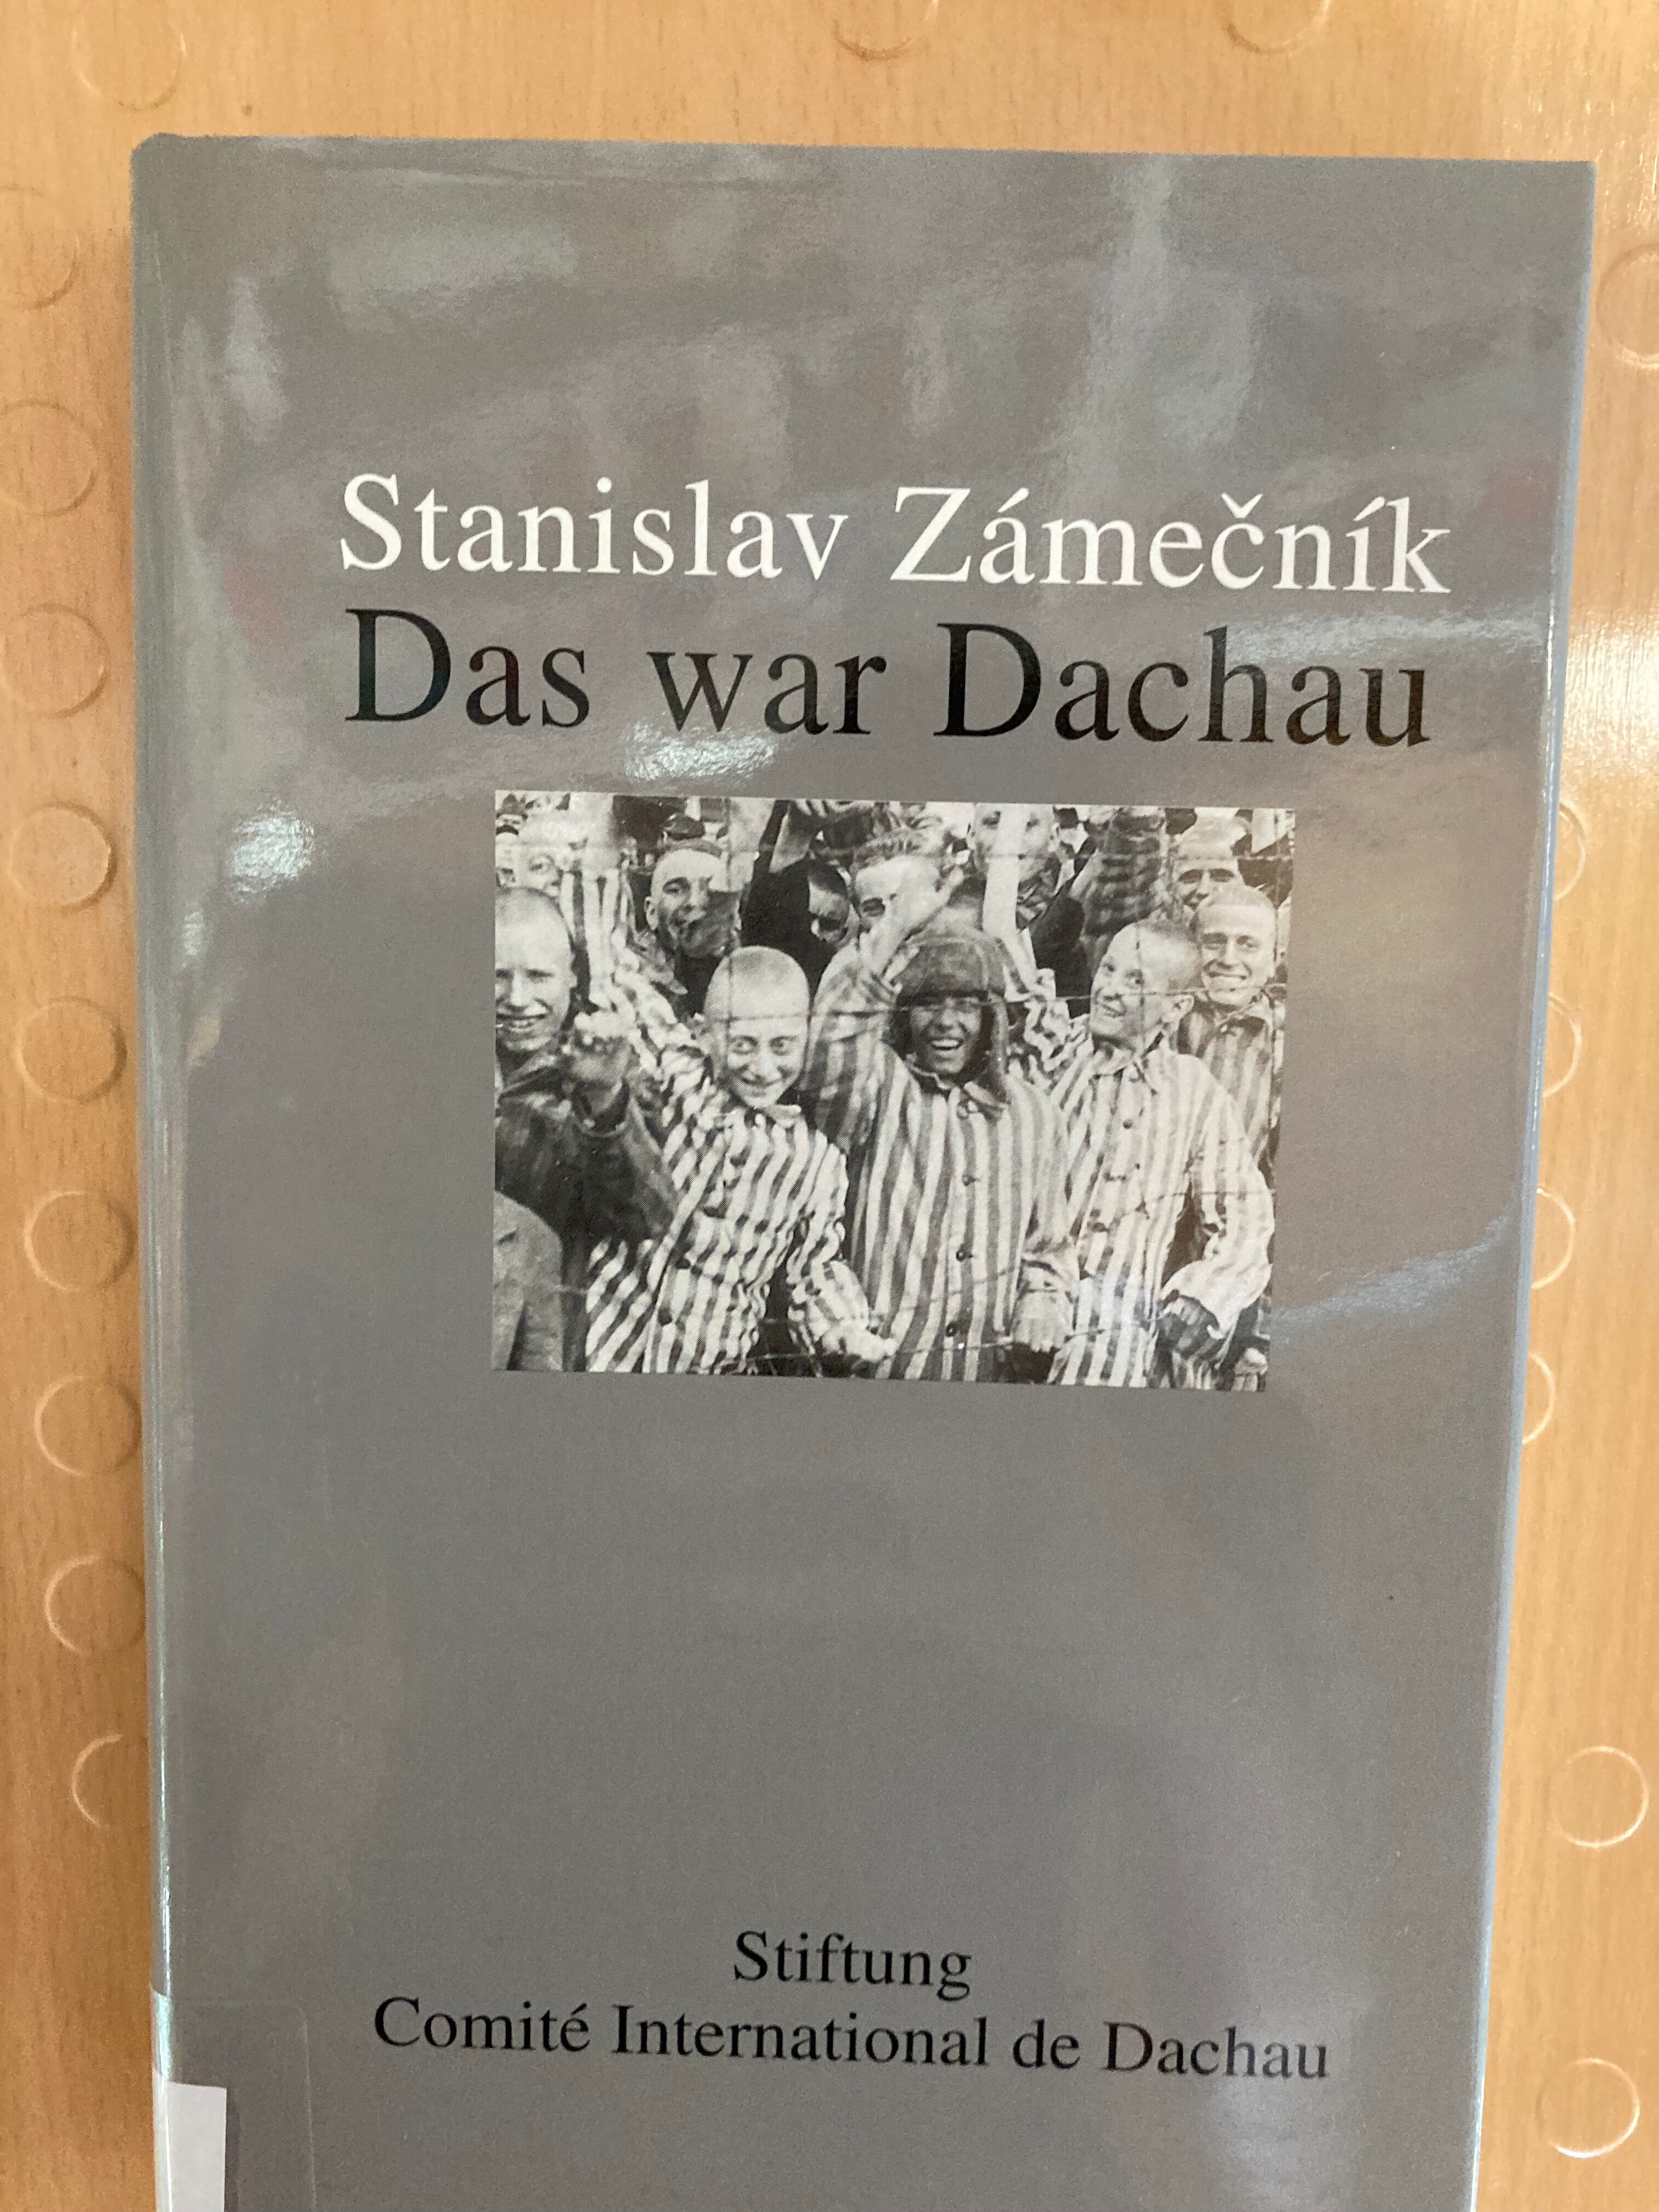 Stanislav Zámečník
Das war Dachau
Stiftung
Comité International de Dachau